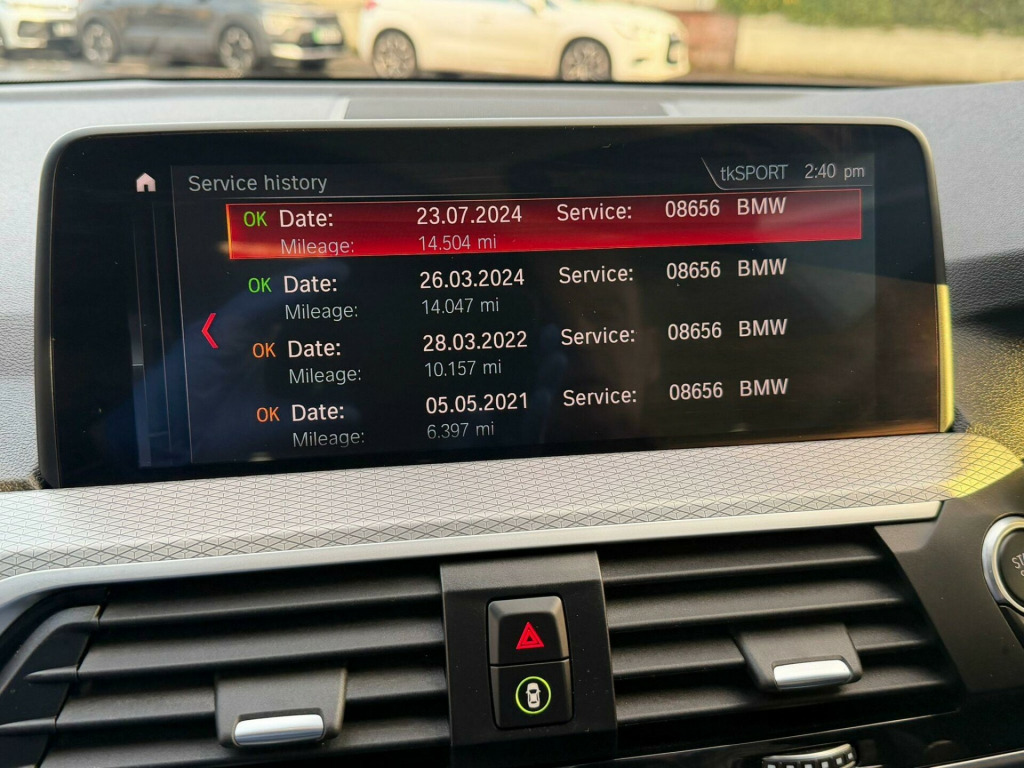 Service history tkSPORT 2:40 pm
OK Date: 23.07.2024 Service: 08656 BMW
Mileage: 14.504 mi
OK Date: 26.03.2024 Service: 08656 BMW
Mileage: 14.047 mi
OK Date: 28.03.2022 Service: 08656 BMW
Mileage: 10.157 mi
OK Date: 05.05.2021 Service: 08656 BMW
Mileage: 6.397 mi